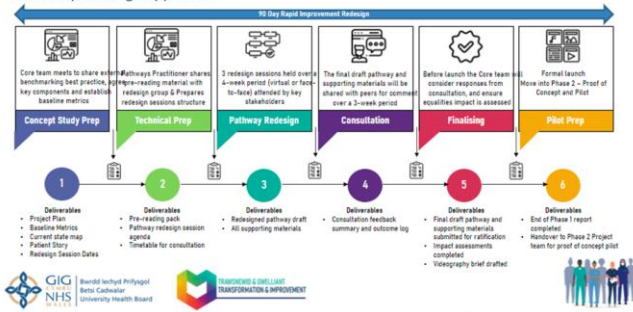 90 Day Rapid Improvement Redesign
Core team meets to share external
benchmarking best practice, agree
key components and establish
baseline metrics
Concept Study Prep
Pathways Practitioner shares
pre-reading material with
redesign group & Prepares
redesign sessions structure
Technical Prep
3 redesign sessions held over a
4-week period (virtual or face-
to-face) attended by key
stakeholders
Pathway Redesign
The final draft pathway and
supporting materials will be
shared with peers for comment
over a 3-week period
Consultation
Before launch the Core team will
consider responses from
consultation, and ensure
equalities impact is assessed
Finalising
Formal launch
Move into Phase 2 – Proof of
Concept and Pilot
Pilot Prep
1
Deliverables
• Project Plan
• Baseline Metrics
• Current state map
• Patient Story
• Redesign Session Dates
2
Deliverables
• Pre-reading pack
• Pathway redesign session
agenda
• Timetable for consultation
3
Deliverables
• Redesigned pathway draft
• All supporting materials
4
Deliverables
• Consultation feedback
summary and outcome log
5
Deliverables
• Final draft pathway and
supporting materials
submitted for ratification
• Impact assessments
completed
• Videography brief drafted
6
Deliverables
• End of Phase 1 report
completed
• Handover to Phase 2 Project
team for proof of concept pilot
GIG
CYMRU
NHS
WALES
Bwrdd Iechyd Prifysgol
Betsi Cadwalar
University Health Board
TRAWSNEWID & GWELLIANT
TRANSFORMATION & IMPROVEMENT